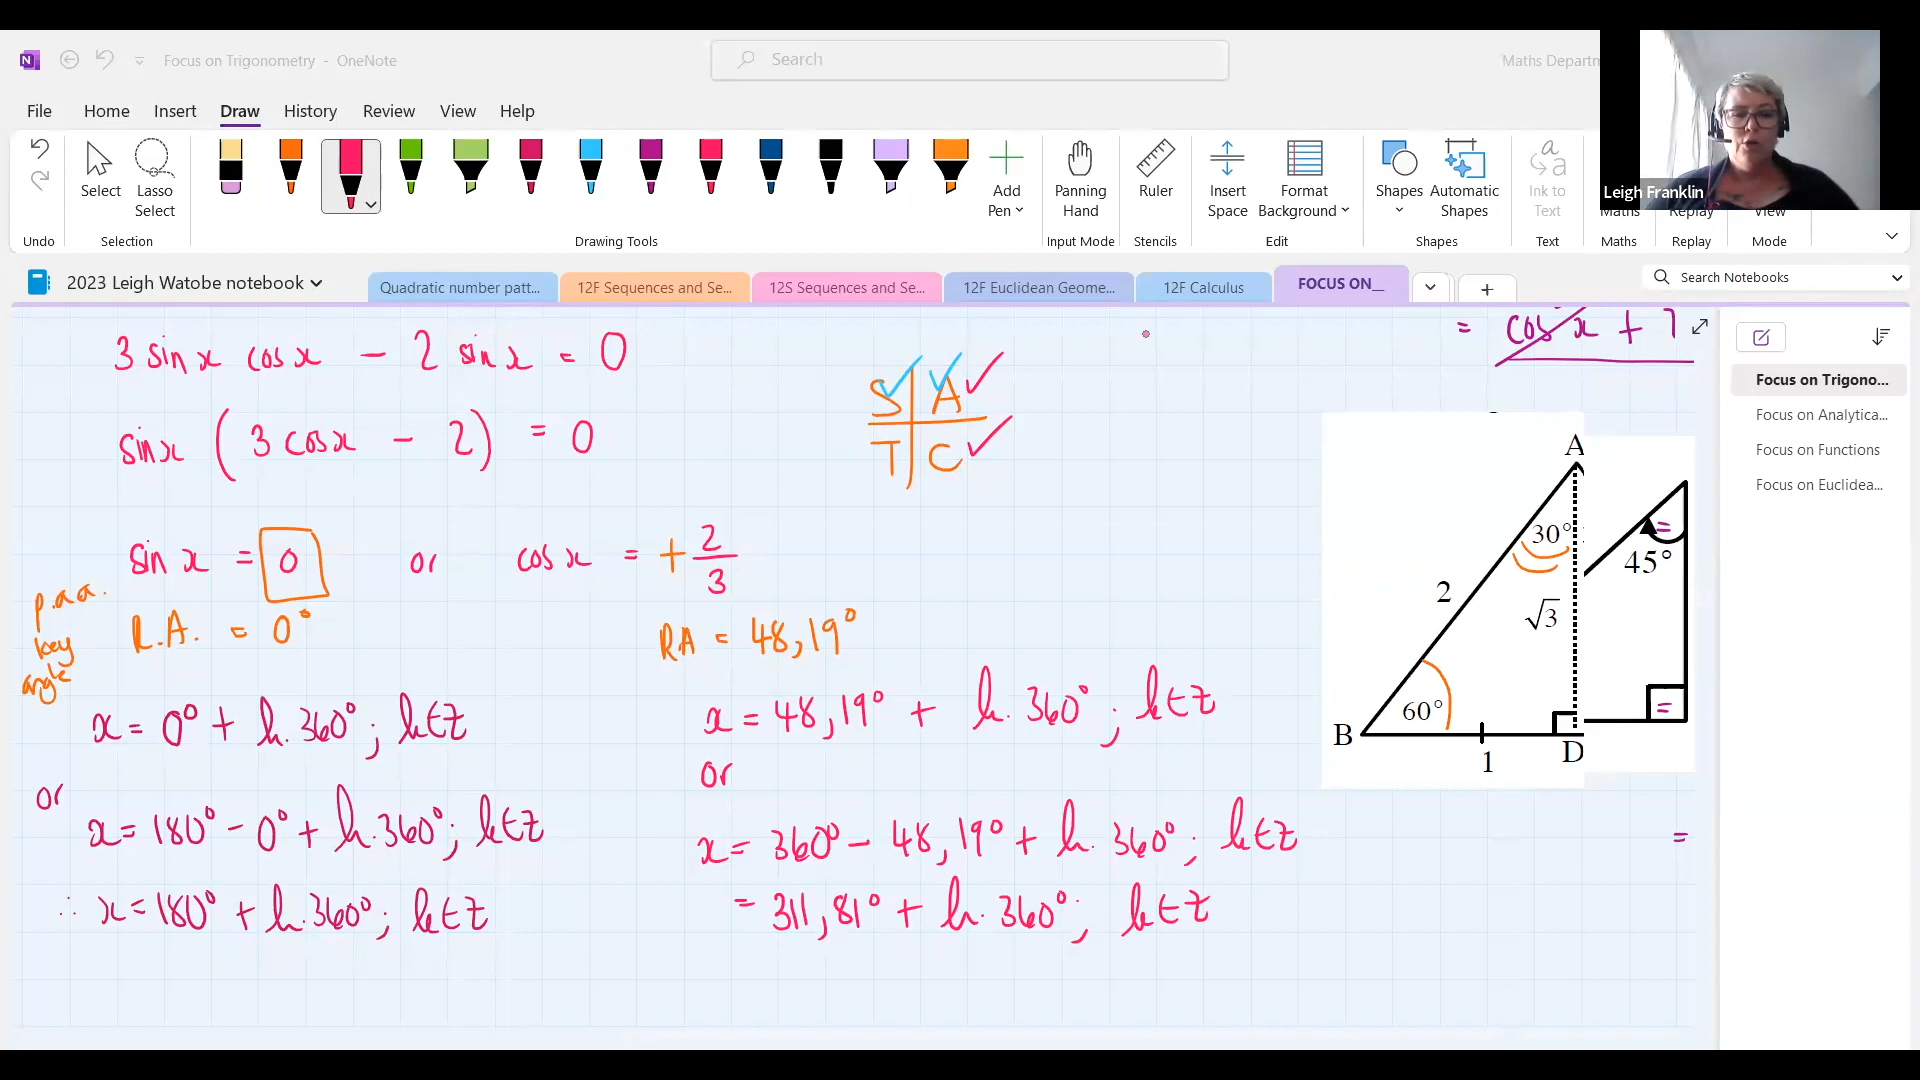 Focus on Trigonometry - OneNote
Search
Maths Departn
File Home Insert Draw History Review View Help
Undo
Select
Lasso Select
Selection
Drawing Tools
Add Pen
Panning Hand
Input Mode
Ruler
Stencils
Insert Space
Format Background
Edit
Shapes
Automatic Shapes
Shapes
Ink to Text
Text
Maths
Maths
Replay
Replay
View
Mode
Leigh Franklin
2023 Leigh Watobe notebook
Quadratic number patt...
12F Sequences and Se...
12S Sequences and Se...
12F Euclidean Geome...
12F Calculus
FOCUS ON_
Search Notebooks
Focus on Trigono...
Focus on Analytica...
Focus on Functions
Focus on Euclidea...
3 sin x cos x - 2 sin x = 0
sin x (3 cos x - 2) = 0
sin x = 0 or cos x = + 2/3
p.a.a.
key
angle
R.A. = 0°
RA = 48,19°
x = 0° + k.360°; k∈Z
or
x = 180° - 0° + k.360°; k∈Z
∴ x = 180° + k.360°; k∈Z
x = 48,19° + k.360°; k∈Z
or
x = 360° - 48,19° + k.360°; k∈Z
= 311,81° + k.360°; k∈Z
S A
T C
= cos x + 7
A
30°
2
√3
60°
B
1
D
45°
=
=
=